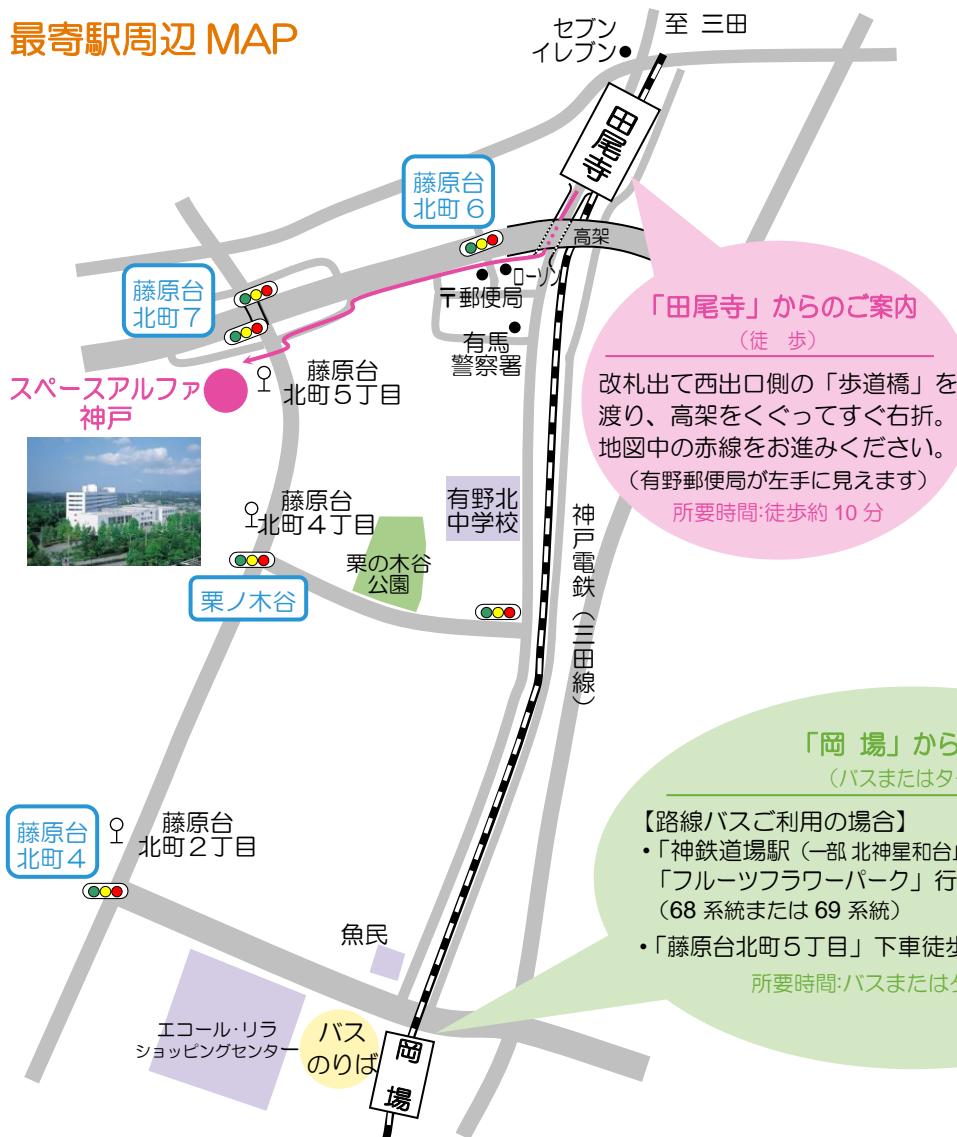 最寄駅周辺 MAP
セブン
イレブン
至 三田
田尾寺
藤原台
北町 6
高架
ローソン
〒郵便局
藤原台
北町 7
有馬
警察署
スペースアルファ
神戸
藤原台
北町5丁目
「田尾寺」からのご案内
（徒 歩）
改札出て西出口側の「歩道橋」を
渡り、高架をくぐってすぐ右折。
地図中の赤線をお進みください。
（有野郵便局が左手に見えます）
所要時間:徒歩約 10 分
藤原台
北町4丁目
有野北
中学校
栗の木谷
公園
栗ノ木谷
神戸電鉄（三田線）
藤原台
北町 4
藤原台
北町2丁目
「岡 場」から
（バスまたはタ
【路線バスご利用の場合】
・「神鉄道場駅（一部 北神星和台」
「フルーツフラワーパーク」行
（68 系統または 69 系統）
・「藤原台北町５丁目」下車徒歩
所要時間:バスまたはタ
魚民
エコール・リラ
ショッピングセンター
バス
のりば
岡場